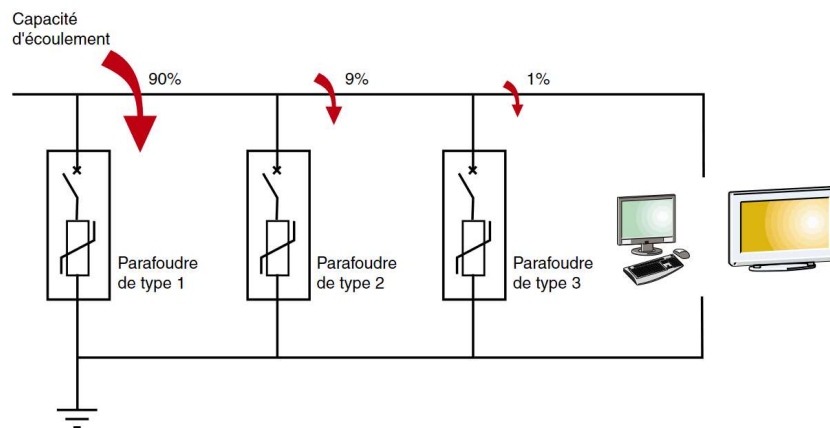 Capacité
d'écoulement
90%
9%
1%
Parafoudre
de type 1
Parafoudre
de type 2
Parafoudre
de type 3